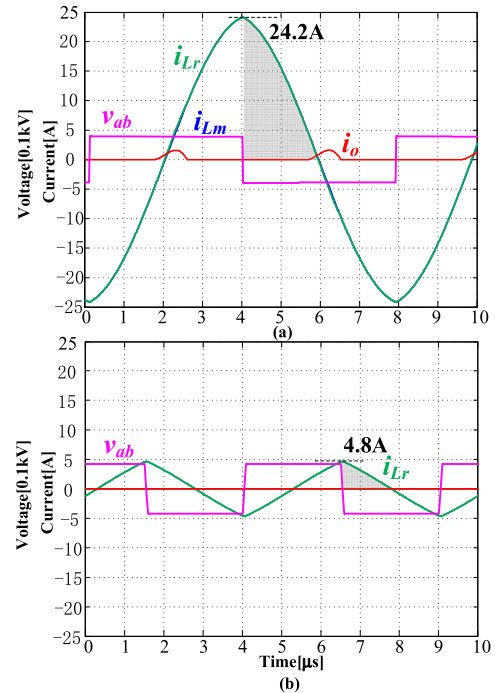 25
20
15
10
5
0
−5
−10
−15
−20
−25
Voltage[0.1kV]
Current[A]
24.2A
iLr
vab
iLm
io
0 1 2 3 4 5 6 7 8 9 10
(a)
25
20
15
10
5
0
−5
−10
−15
−20
−25
Voltage[0.1kV]
Current[A]
vab
4.8A
iLr
0 1 2 3 4 5 6 7 8 9 10
Time[μs]
(b)